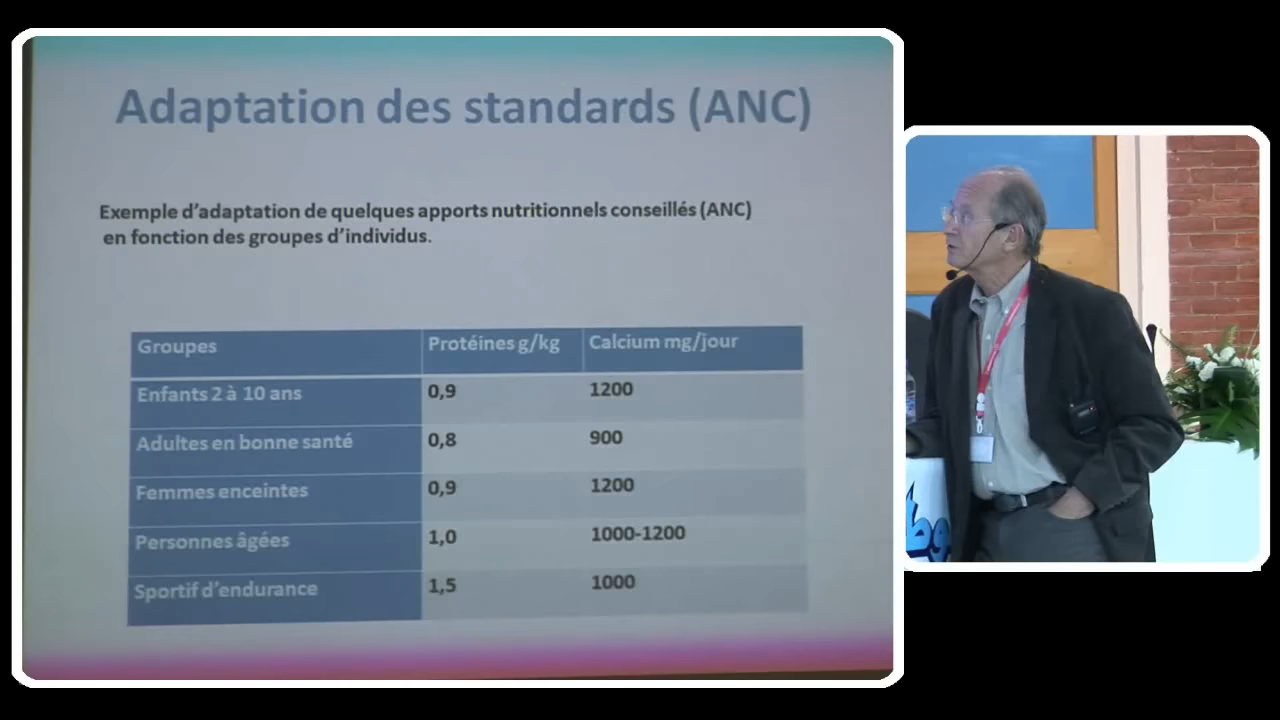 Adaptation des standards (ANC)
Exemple d'adaptation de quelques apports nutritionnels conseillés (ANC)
en fonction des groupes d'individus.
Groupes Protéines g/kg Calcium mg/jour
Enfants 2 à 10 ans 0,9 1200
Adultes en bonne santé 0,8 900
Femmes enceintes 0,9 1200
Personnes âgées 1,0 1000-1200
Sportif d'endurance 1,5 1000